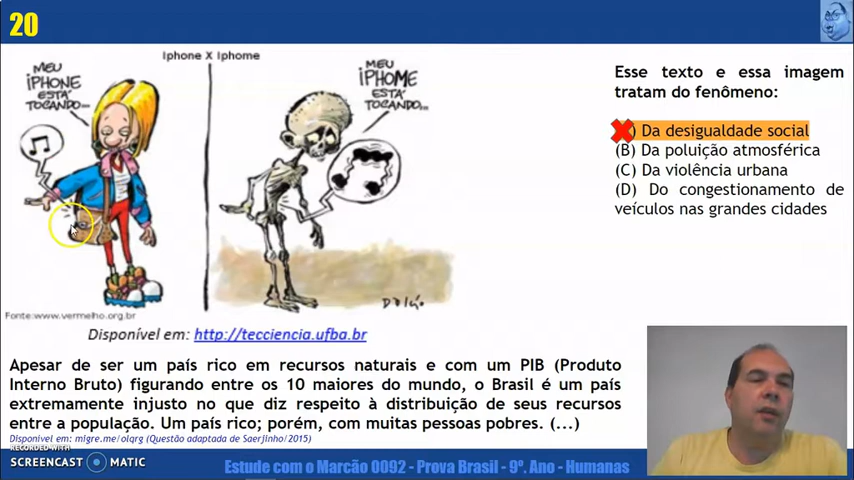 20
Iphone X Iphome
MEU
iPHONE
ESTÁ
TOCANDO...
MEU
iPHOME
ESTÁ
TOCANDO...
Fonte:www.vermelho.org.br
Disponível em: http://tecciencia.ufba.br
Esse texto e essa imagem
tratam do fenômeno:
) Da desigualdade social
(B) Da poluição atmosférica
(C) Da violência urbana
(D) Do congestionamento de
veículos nas grandes cidades
Apesar de ser um país rico em recursos naturais e com um PIB (Produto
Interno Bruto) figurando entre os 10 maiores do mundo, o Brasil é um país
extremamente injusto no que diz respeito à distribuição de seus recursos
entre a população. Um país rico; porém, com muitas pessoas pobres. (...)
Disponivel em: migre.me/olqrg (Questão adaptada de Saerjinho/2015)
RECORDED WITH
SCREENCAST MATIC
Estude com o Marcão 0092 - Prova Brasil - 9º. Ano - Humanas